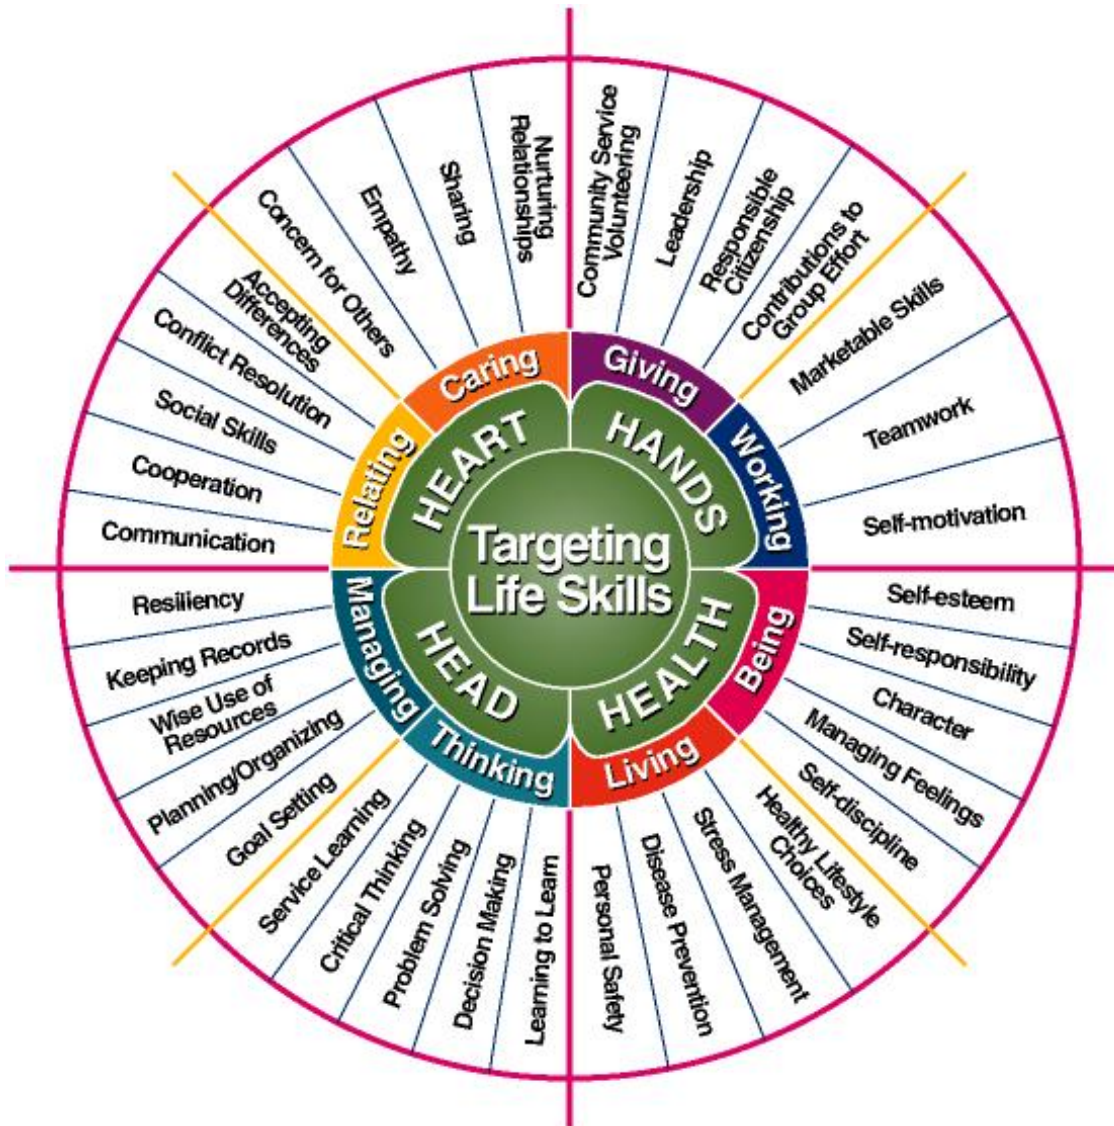 Targeting
Life Skills
HEART
HANDS
HEALTH
HEAD
Caring
Giving
Working
Being
Living
Thinking
Managing
Relating
Nurturing
Relationships
Sharing
Empathy
Concern for Others
Community Service
Volunteering
Leadership
Responsible
Citizenship
Contributions to
Group Effort
Marketable Skills
Teamwork
Self-motivation
Self-esteem
Self-responsibility
Character
Managing Feelings
Self-discipline
Healthy Lifestyle
Choices
Stress Management
Disease Prevention
Personal Safety
Learning to Learn
Decision Making
Problem Solving
Critical Thinking
Service Learning
Goal Setting
Planning/Organizing
Wise Use of
Resources
Keeping Records
Resiliency
Communication
Cooperation
Social Skills
Conflict Resolution
Accepting
Differences